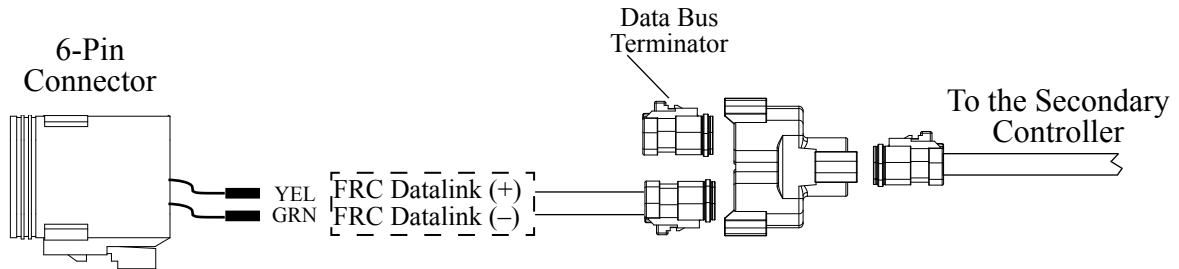 Data Bus
Terminator
6-Pin
Connector
To the Secondary
Controller
YEL FRC Datalink (+)
GRN FRC Datalink (–)